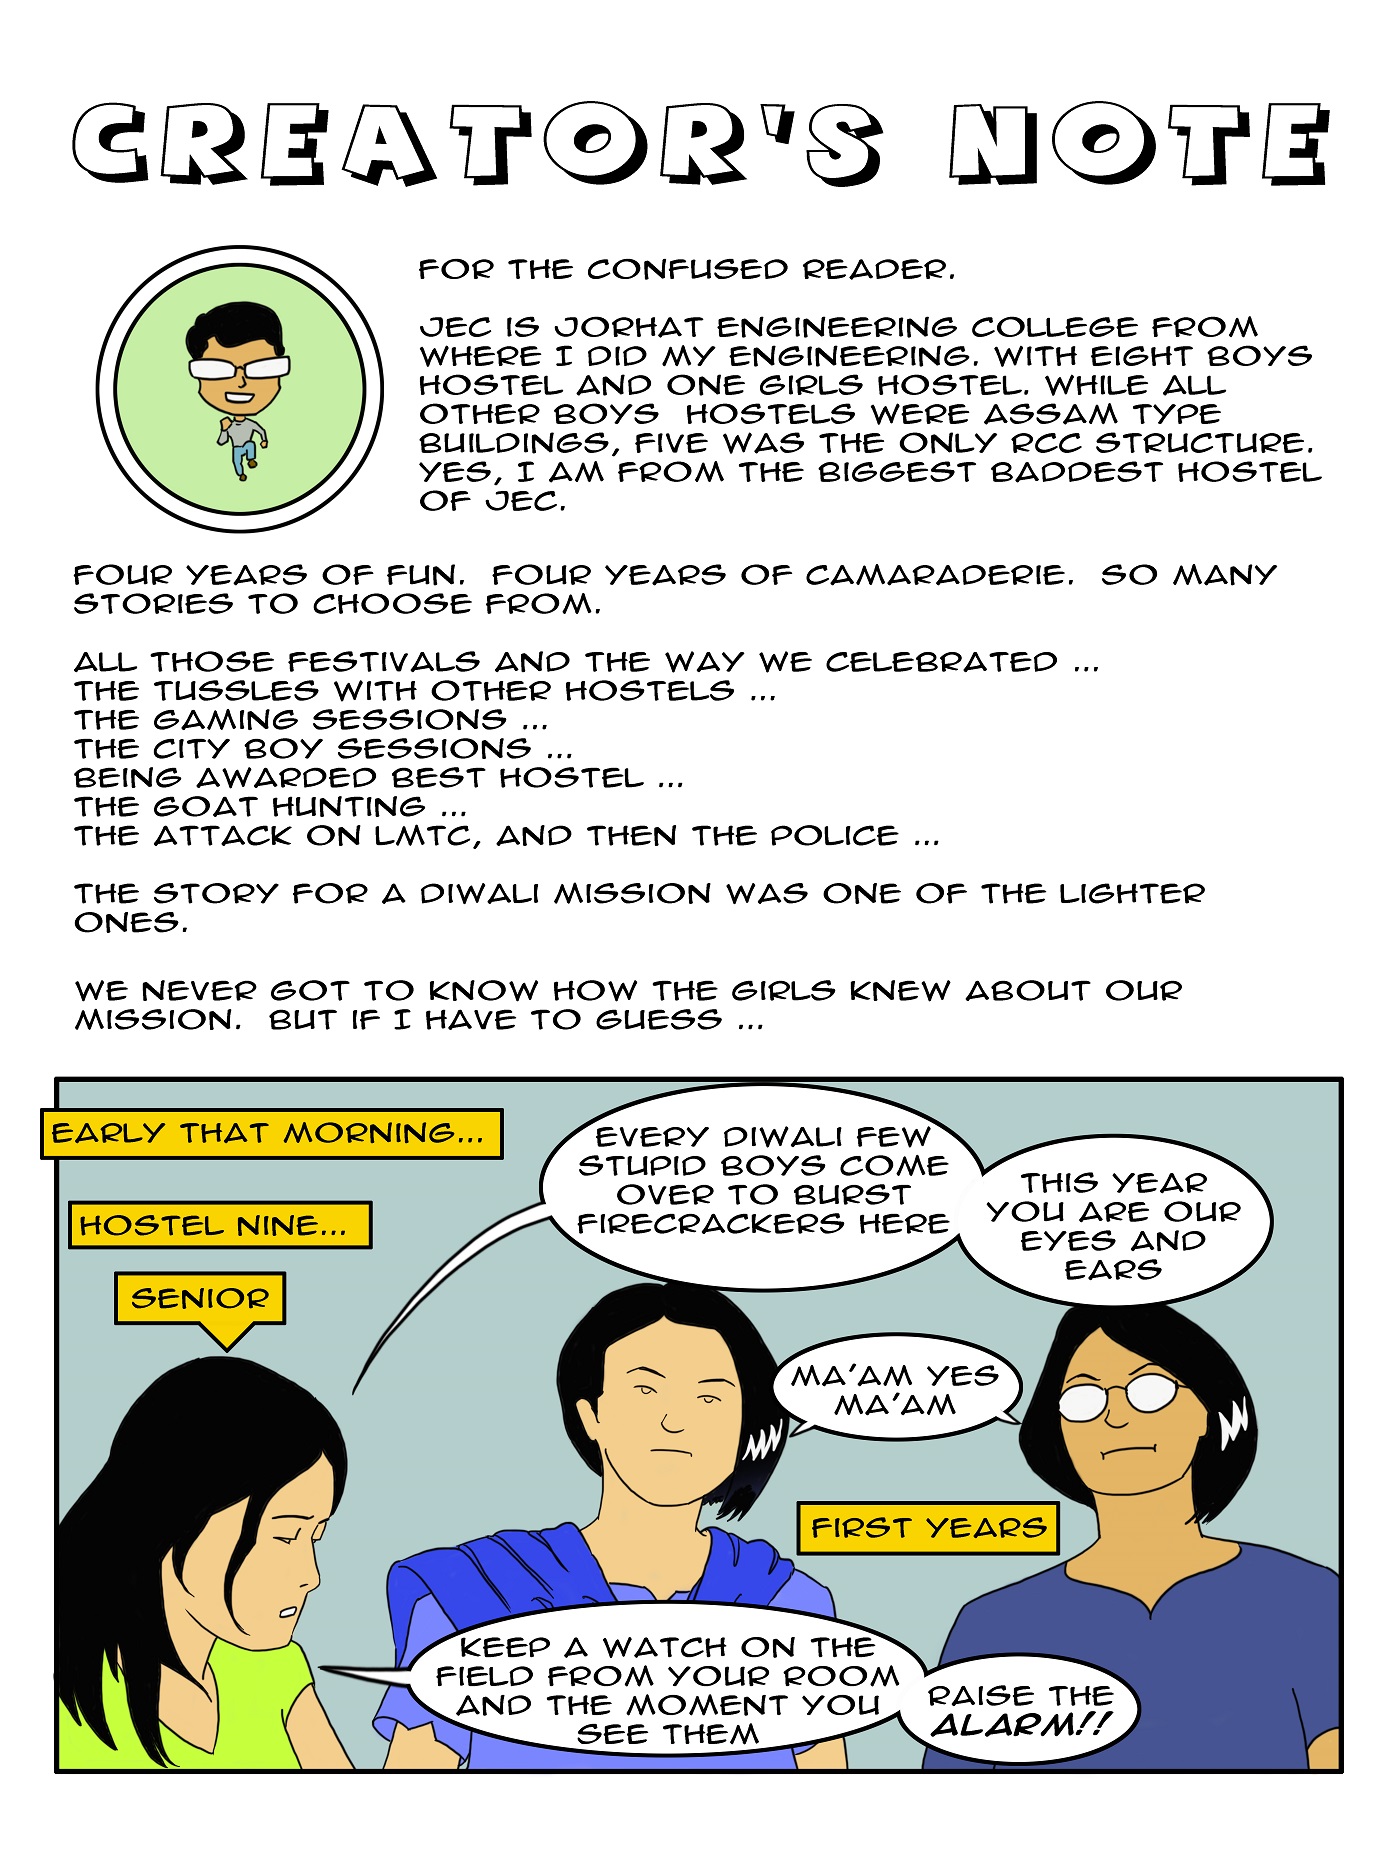 CREATOR'S NOTE
FOR THE CONFUSED READER.
JEC IS JORHAT ENGINEERING COLLEGE FROM
WHERE I DID MY ENGINEERING. WITH EIGHT BOYS
HOSTEL AND ONE GIRLS HOSTEL. WHILE ALL
OTHER BOYS HOSTELS WERE ASSAM TYPE
BUILDINGS, FIVE WAS THE ONLY RCC STRUCTURE.
YES, I AM FROM THE BIGGEST BADDEST HOSTEL
OF JEC.
FOUR YEARS OF FUN. FOUR YEARS OF CAMARADERIE. SO MANY
STORIES TO CHOOSE FROM.
ALL THOSE FESTIVALS AND THE WAY WE CELEBRATED ...
THE TUSSLES WITH OTHER HOSTELS ...
THE GAMING SESSIONS ...
THE CITY BOY SESSIONS ...
BEING AWARDED BEST HOSTEL ...
THE GOAT HUNTING ...
THE ATTACK ON LMTC, AND THEN THE POLICE ...
THE STORY FOR A DIWALI MISSION WAS ONE OF THE LIGHTER
ONES.
WE NEVER GOT TO KNOW HOW THE GIRLS KNEW ABOUT OUR
MISSION. BUT IF I HAVE TO GUESS ...
EARLY THAT MORNING...
HOSTEL NINE...
SENIOR
EVERY DIWALI FEW
STUPID BOYS COME
OVER TO BURST
FIRECRACKERS HERE
THIS YEAR
YOU ARE OUR
EYES AND
EARS
MA'AM YES
MA'AM
FIRST YEARS
KEEP A WATCH ON THE
FIELD FROM YOUR ROOM
AND THE MOMENT YOU
SEE THEM
RAISE THE
ALARM!!